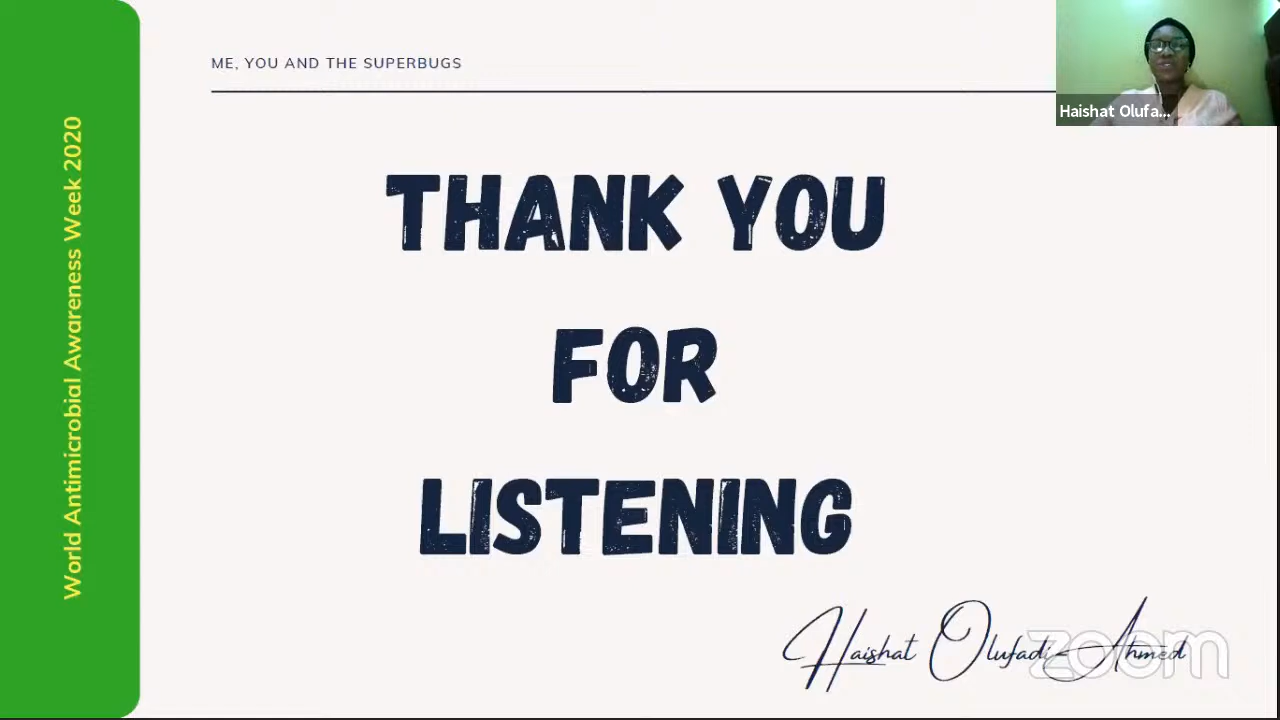 ME, YOU AND THE SUPERBUGS
Haishat Olufa...
World Antimicrobial Awareness Week 2020
THANK YOU
FOR
LISTENING
Haishat Olufadi-Ahmed
zoom